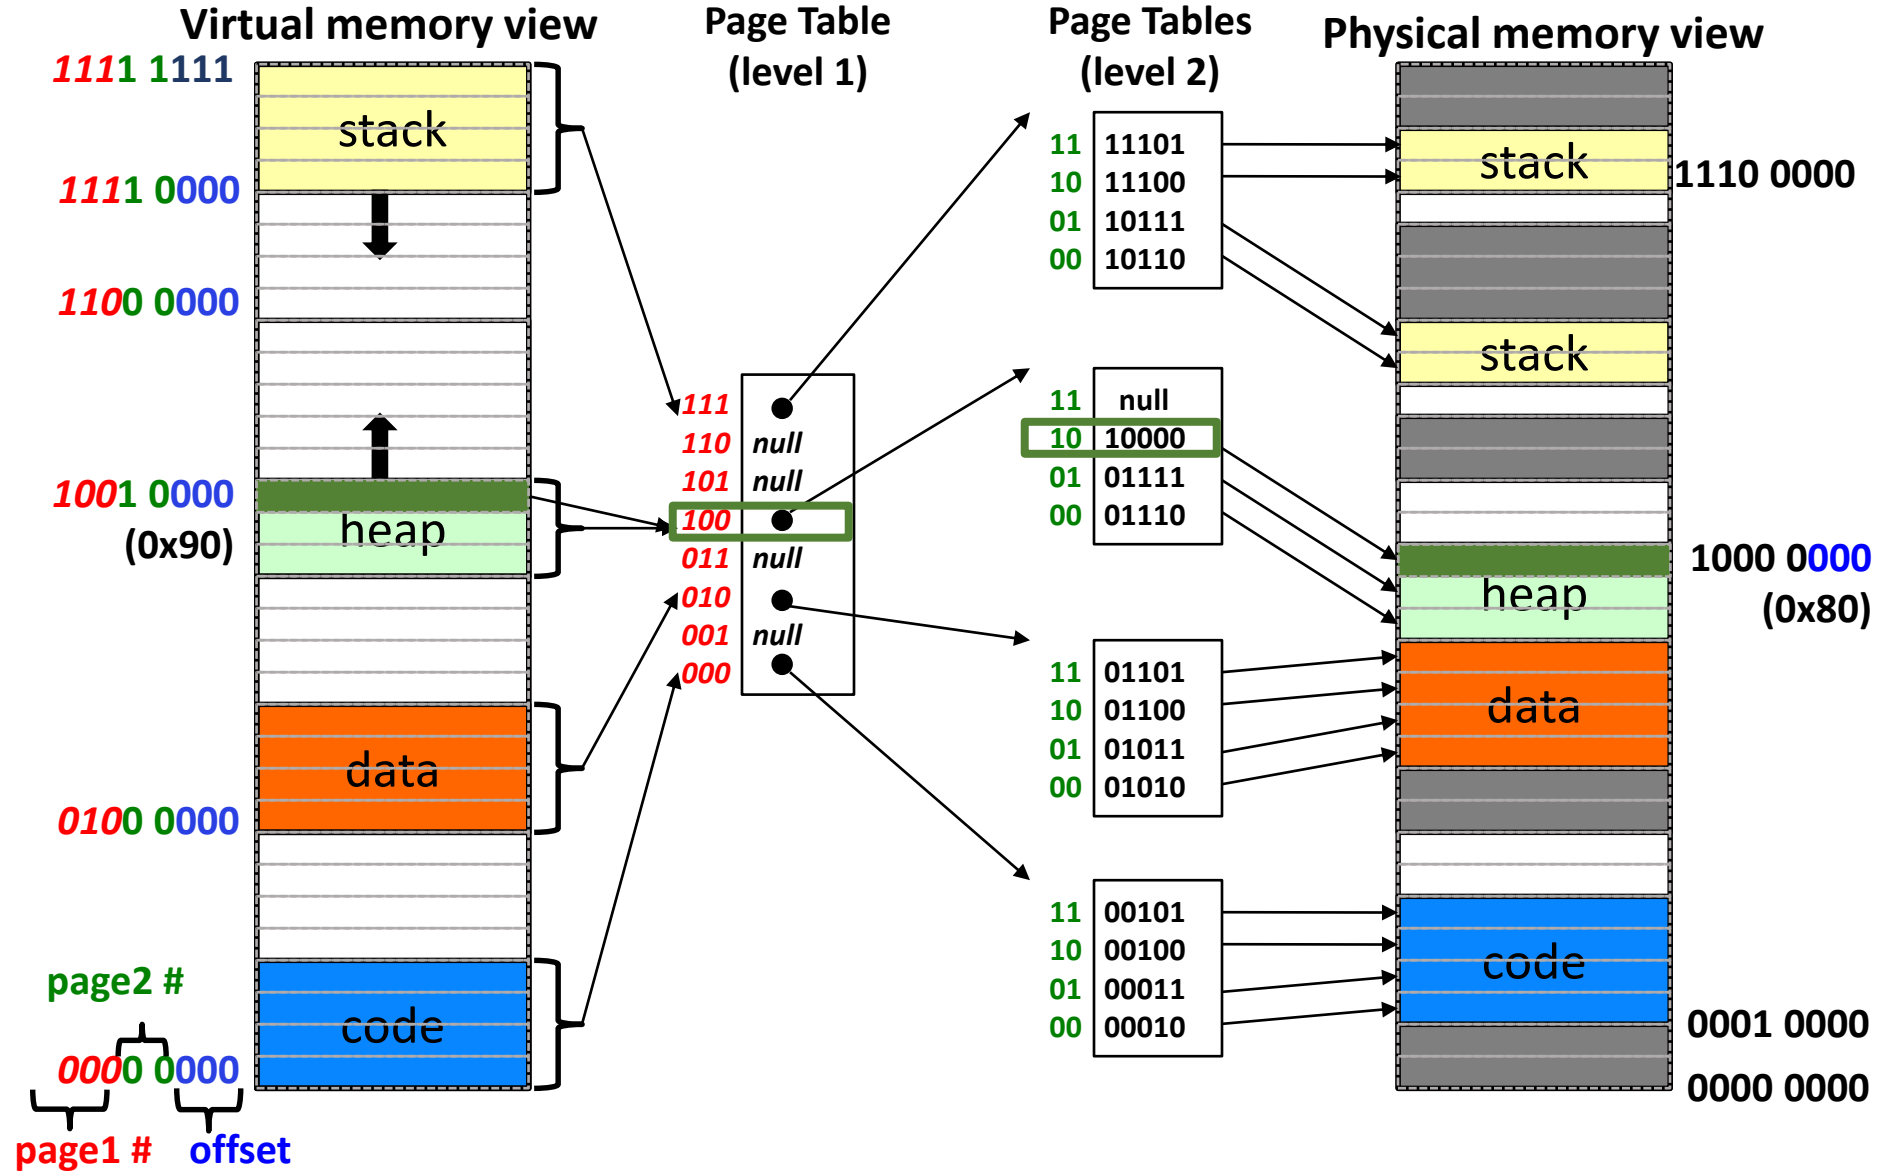 Virtual memory view
1111 1111
stack
1111 0000
1100 0000
1001 0000
(0x90)
heap
data
0100 0000
page2 #
code
0000 0000
page1 #
offset
Page Table
(level 1)
111
110 null
101 null
100
011 null
010
001 null
000
Page Tables
(level 2)
11 11101
10 11100
01 10111
00 10110
11 null
10 10000
01 01111
00 01110
11 01101
10 01100
01 01011
00 01010
11 00101
10 00100
01 00011
00 00010
Physical memory view
stack
1110 0000
stack
1000 0000
heap
(0x80)
data
code
0001 0000
0000 0000